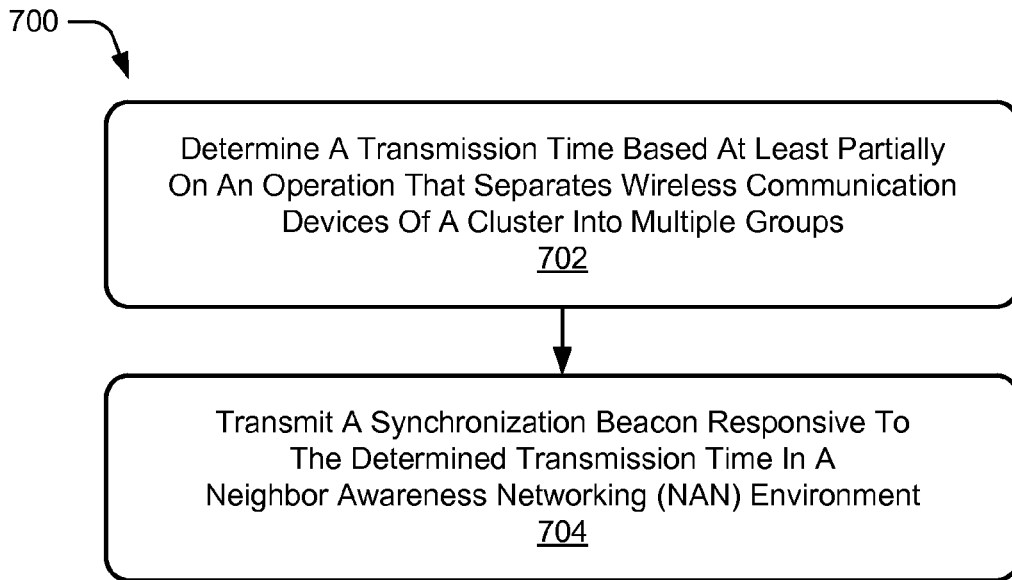 700
Determine A Transmission Time Based At Least Partially
On An Operation That Separates Wireless Communication
Devices Of A Cluster Into Multiple Groups
702
Transmit A Synchronization Beacon Responsive To
The Determined Transmission Time In A
Neighbor Awareness Networking (NAN) Environment
704